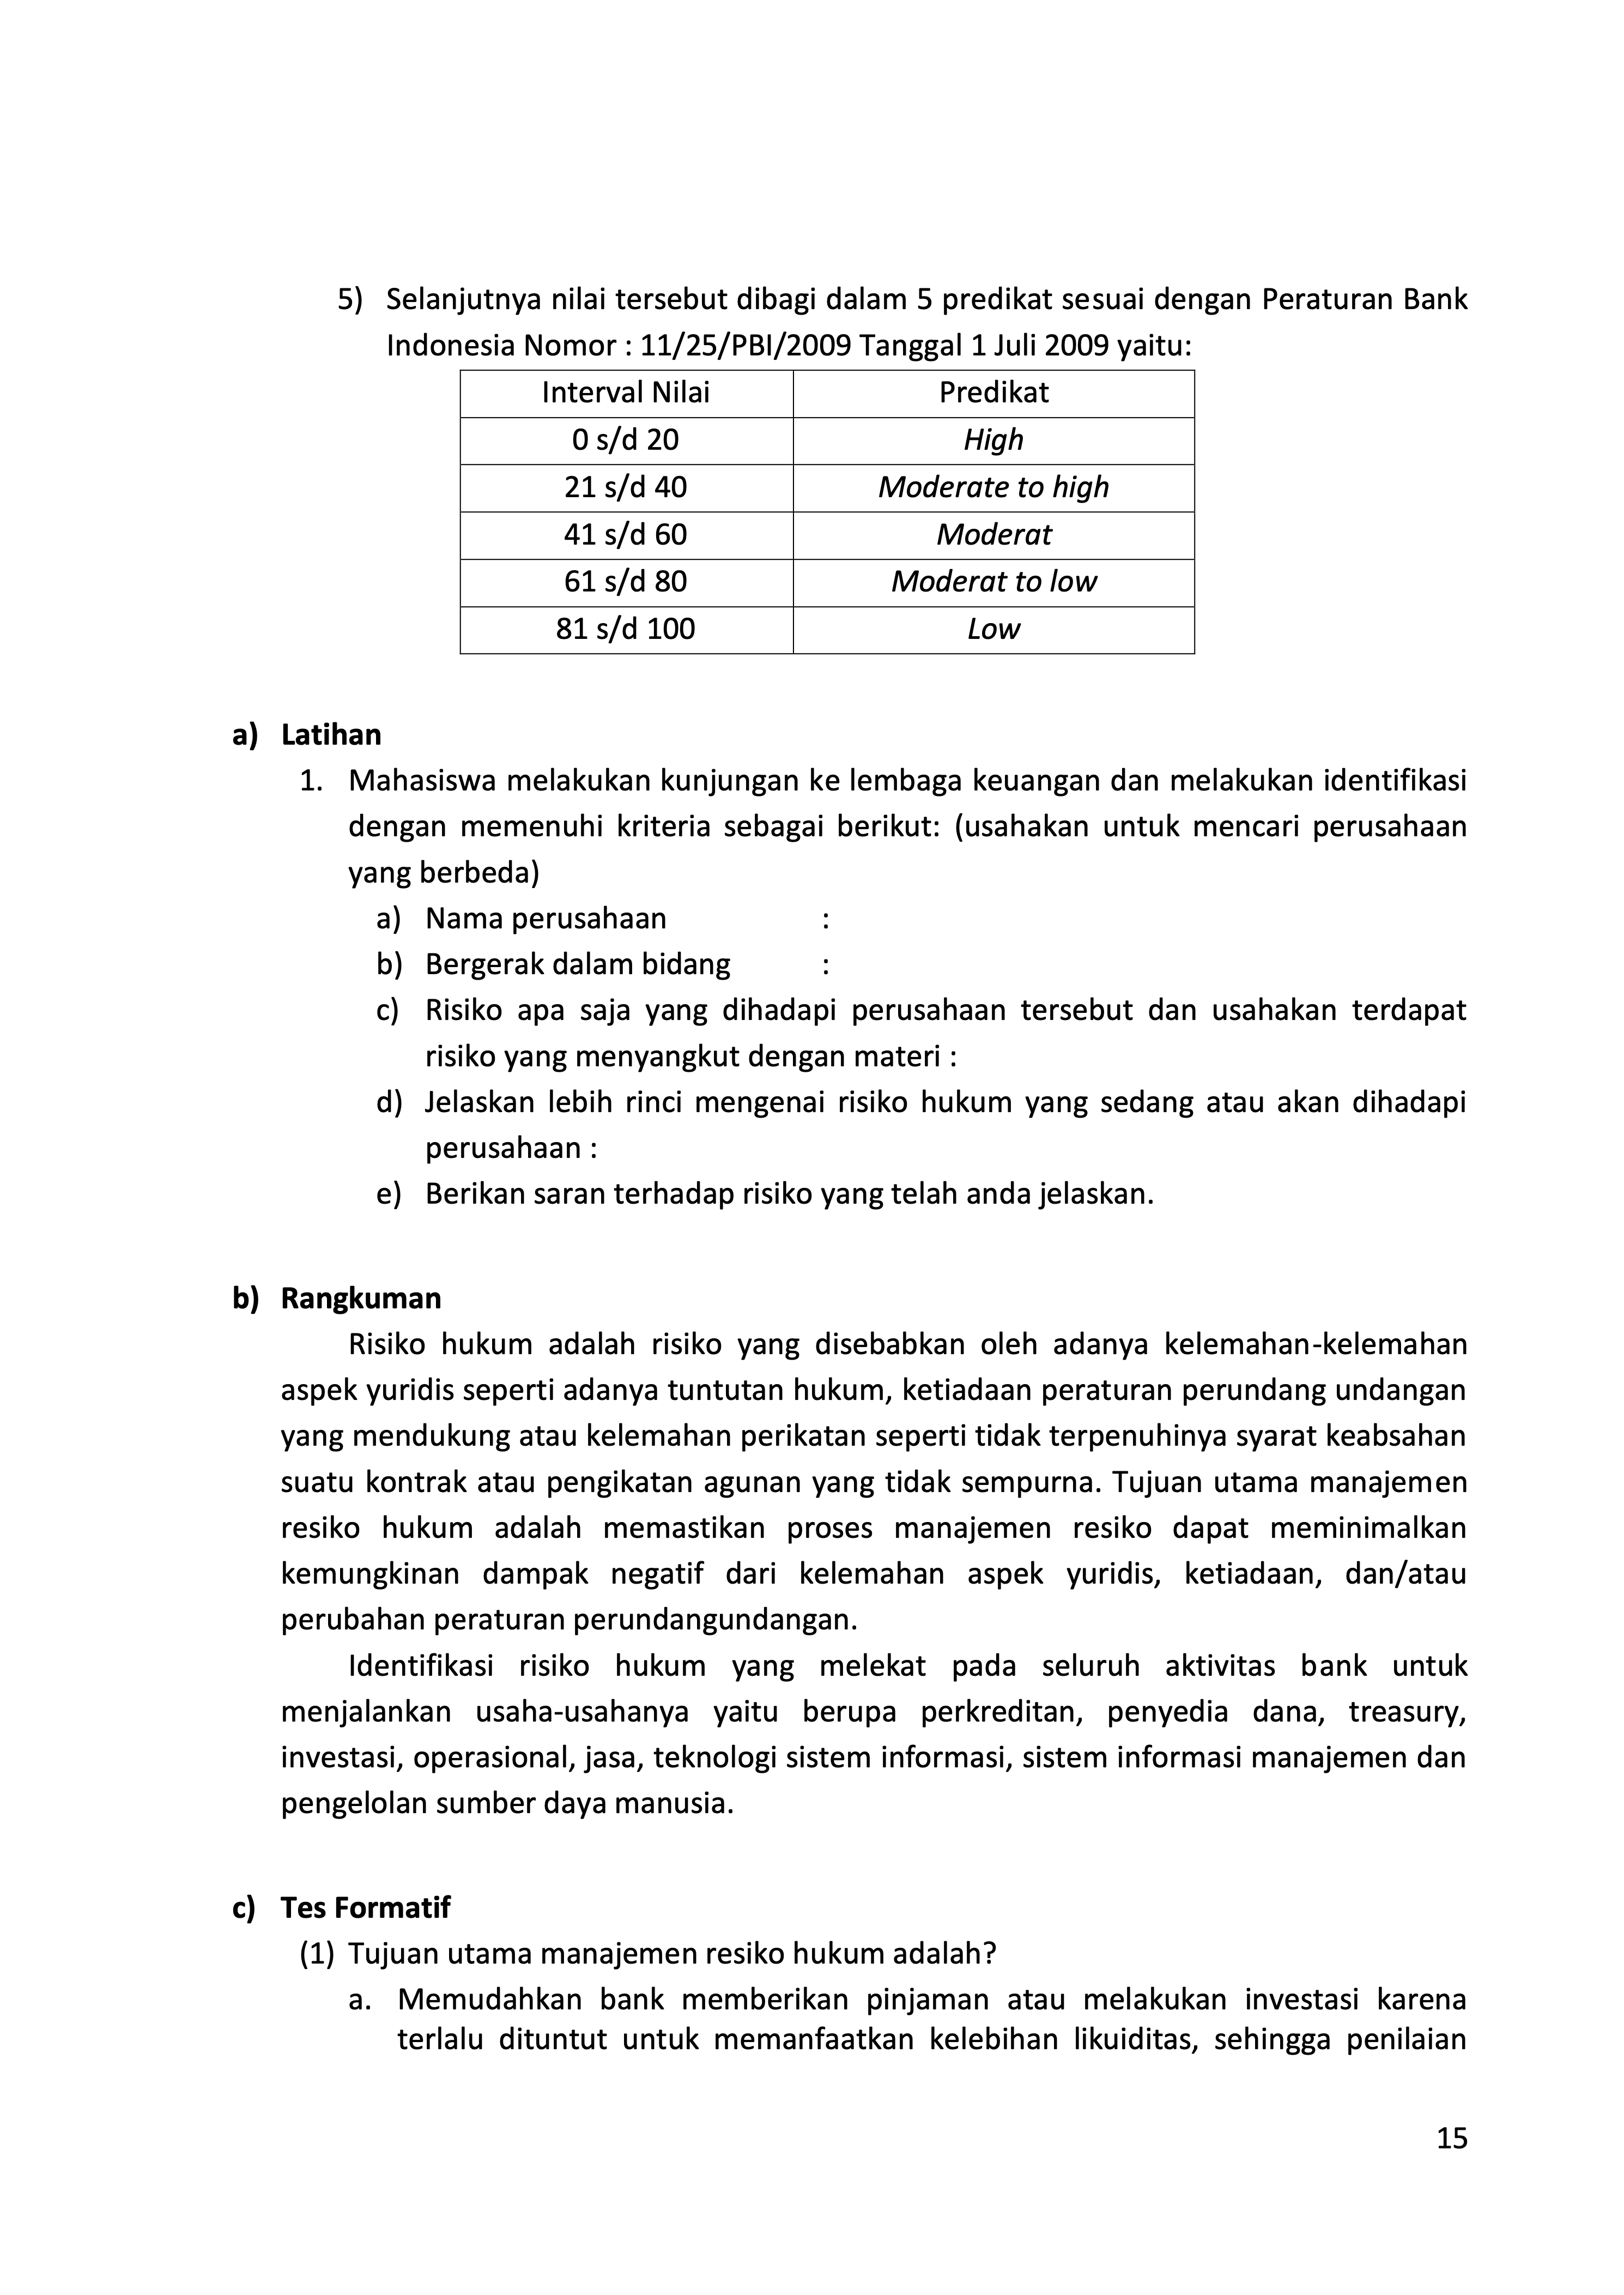 5) Selanjutnya nilai tersebut dibagi dalam 5 predikat sesuai dengan Peraturan Bank
Indonesia Nomor : 11/25/PBI/2009 Tanggal 1 Juli 2009 yaitu:
Interval Nilai Predikat
0 s/d 20 High
21 s/d 40 Moderate to high
41 s/d 60 Moderat
61 s/d 80 Moderat to low
81 s/d 100 Low
a) Latihan
1. Mahasiswa melakukan kunjungan ke lembaga keuangan dan melakukan identifikasi
dengan memenuhi kriteria sebagai berikut: (usahakan untuk mencari perusahaan
yang berbeda)
a) Nama perusahaan :
b) Bergerak dalam bidang :
c) Risiko apa saja yang dihadapi perusahaan tersebut dan usahakan terdapat
risiko yang menyangkut dengan materi :
d) Jelaskan lebih rinci mengenai risiko hukum yang sedang atau akan dihadapi
perusahaan :
e) Berikan saran terhadap risiko yang telah anda jelaskan.
b) Rangkuman
Risiko hukum adalah risiko yang disebabkan oleh adanya kelemahan-kelemahan
aspek yuridis seperti adanya tuntutan hukum, ketiadaan peraturan perundang undangan
yang mendukung atau kelemahan perikatan seperti tidak terpenuhinya syarat keabsahan
suatu kontrak atau pengikatan agunan yang tidak sempurna. Tujuan utama manajemen
resiko hukum adalah memastikan proses manajemen resiko dapat meminimalkan
kemungkinan dampak negatif dari kelemahan aspek yuridis, ketiadaan, dan/atau
perubahan peraturan perundangundangan.
Identifikasi risiko hukum yang melekat pada seluruh aktivitas bank untuk
menjalankan usaha-usahanya yaitu berupa perkreditan, penyedia dana, treasury,
investasi, operasional, jasa, teknologi sistem informasi, sistem informasi manajemen dan
pengelolan sumber daya manusia.
c) Tes Formatif
(1) Tujuan utama manajemen resiko hukum adalah?
a. Memudahkan bank memberikan pinjaman atau melakukan investasi karena
terlalu dituntut untuk memanfaatkan kelebihan likuiditas, sehingga penilaian
15